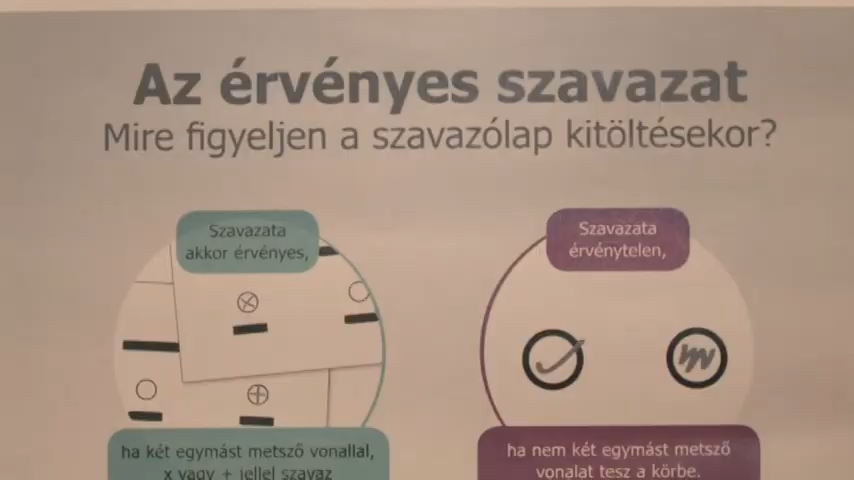 Az érvényes szavazat
Mire figyeljen a szavazólap kitöltésekor?
Szavazata
akkor érvényes,
Szavazata
érvénytelen,
ha két egymást metsző vonallal,
x vagy + jellel szavaz
ha nem két egymást metsző
vonalat tesz a körbe.